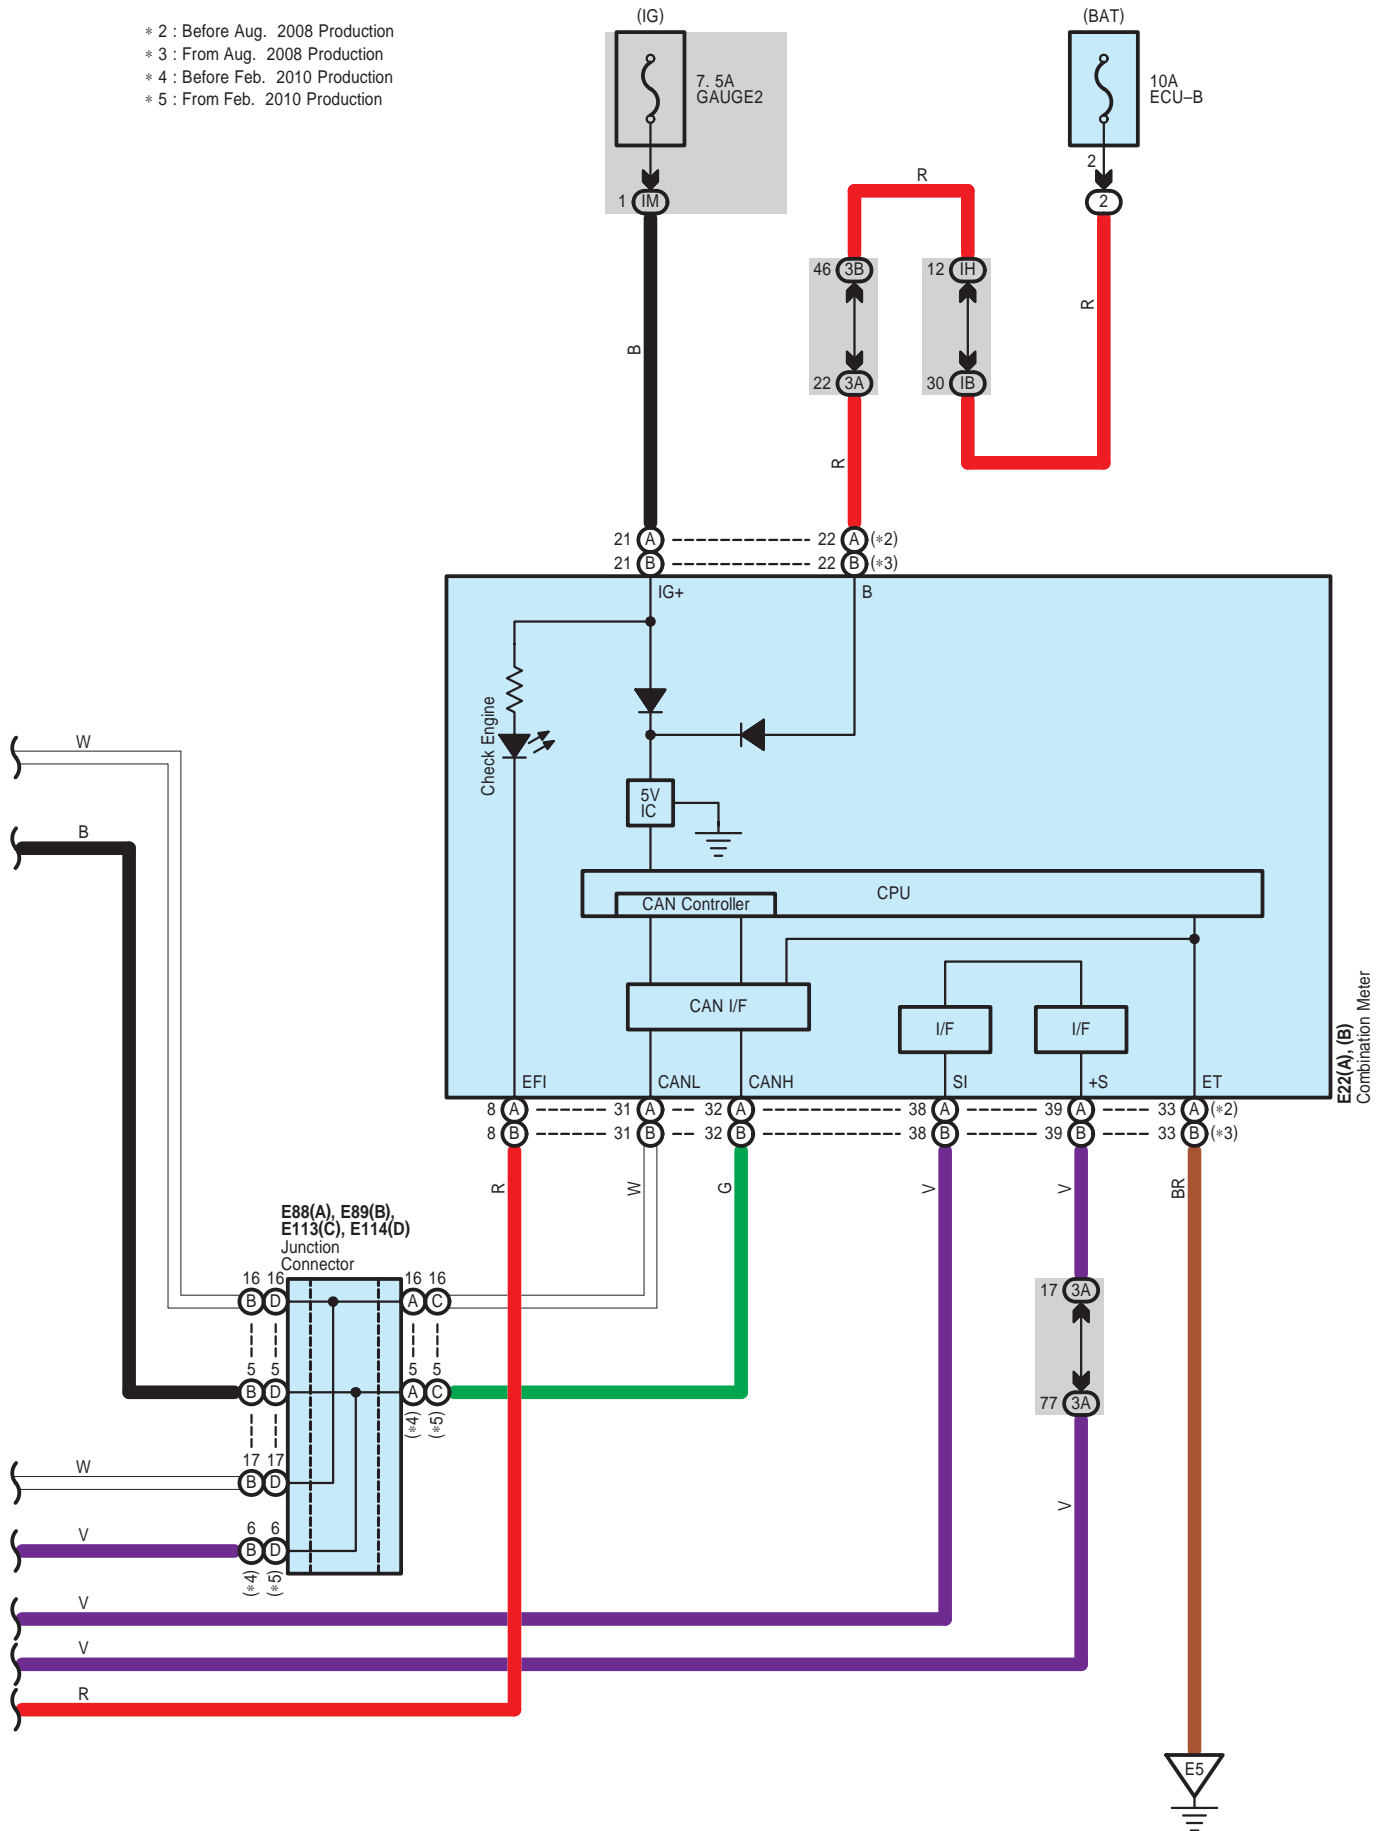 * 2 : Before Aug. 2008 Production
* 3 : From Aug. 2008 Production
* 4 : Before Feb. 2010 Production
* 5 : From Feb. 2010 Production
(IG)
7. 5A
GAUGE2
1 IM
(BAT)
10A
ECU–B
2
2
R
46 3B
12 IH
R
B
22 3A
30 IB
R
21 A 22 A (*2)
21 B 22 B (*3)
IG+
B
Check Engine
5V
IC
CPU
CAN Controller
CAN I/F
I/F
I/F
E22(A), (B)
Combination Meter
EFI
CANL
CANH
SI
+S
ET
8 A 31 A 32 A 38 A 39 A 33 A (*2)
8 B 31 B 32 B 38 B 39 B 33 B (*3)
R
W
G
V
V
BR
W
B
E88(A), E89(B),
E113(C), E114(D)
Junction
Connector
16 16 16 16
B D A C
5 5 5 5
B D A C
(*4) (*5)
17 17
B D
W
6 6
B D
(*4) (*5)
V
17 3A
77 3A
V
V
V
R
E5